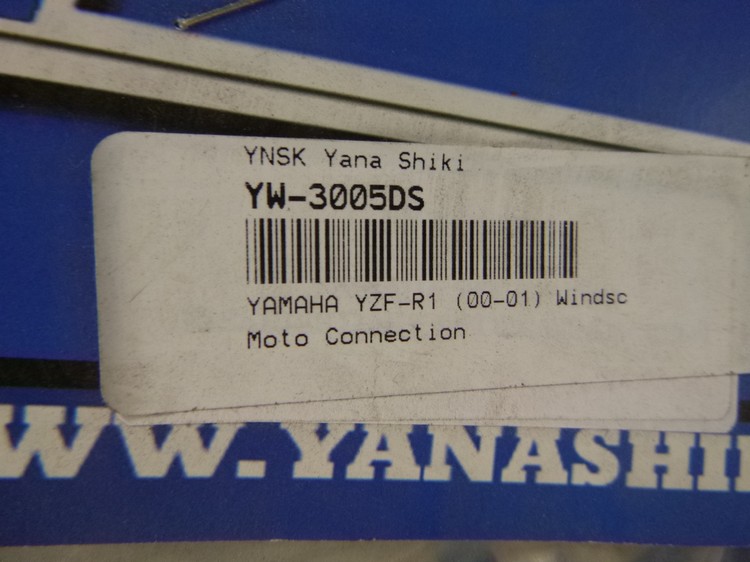 YNSK Yana Shiki
YW-3005DS
YAMAHA YZF-R1 (00-01) Windsc
Moto Connection
WW.YANASHI